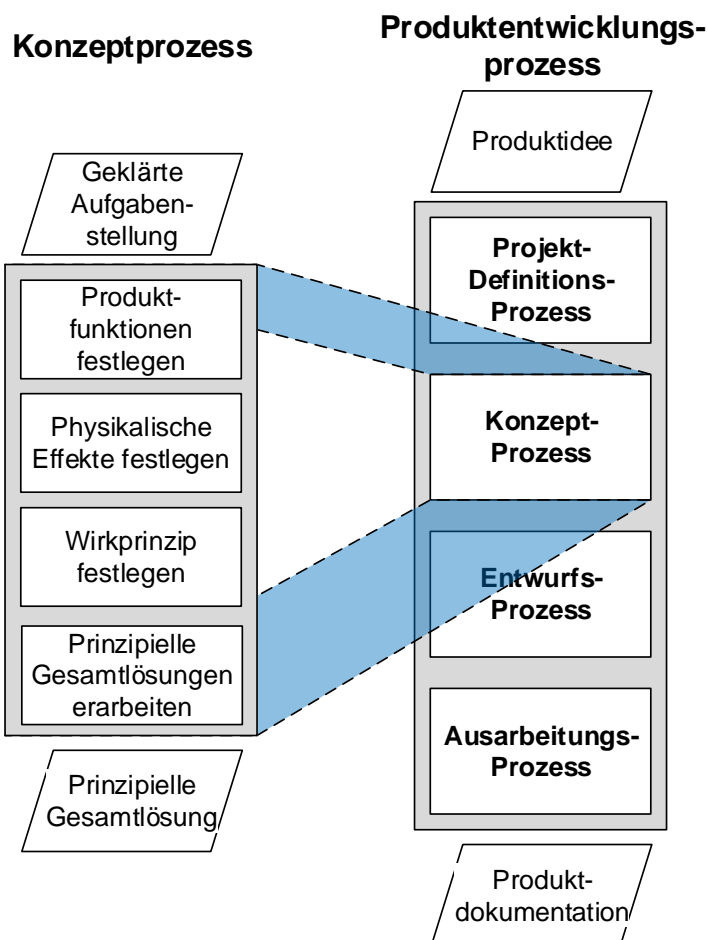 Konzeptprozess
Geklärte
Aufgaben-
stellung
Produkt-
funktionen
festlegen
Physikalische
Effekte festlegen
Wirkprinzip
festlegen
Prinzipielle
Gesamtlösungen
erarbeiten
Prinzipielle
Gesamtlösung
Produktentwicklungs-
prozess
Produktidee
Projekt-
Definitions-
Prozess
Konzept-
Prozess
Entwurfs-
Prozess
Ausarbeitungs-
Prozess
Produkt-
dokumentation